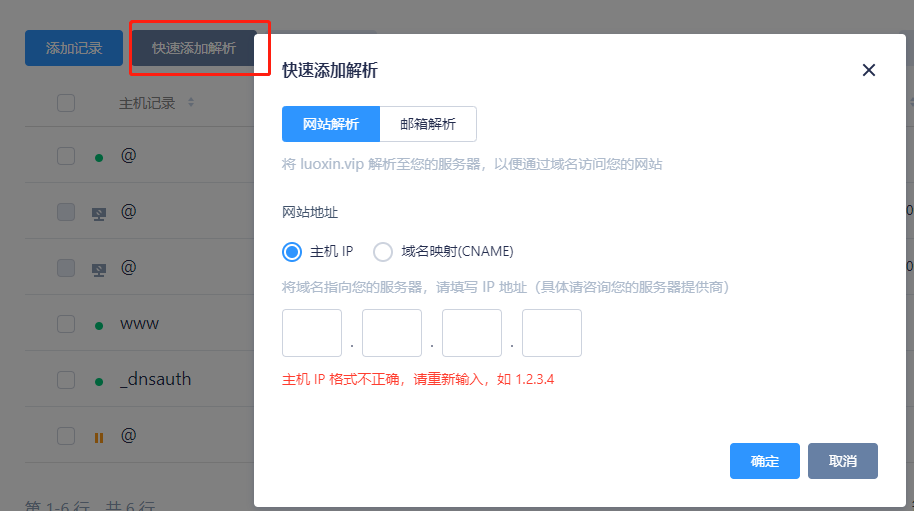 添加记录 快速添加解析
快速添加解析
网站解析 邮箱解析
主机记录
将 luoxin.vip 解析至您的服务器，以便通过域名访问您的网站
@
网站地址
@
主机 IP 域名映射(CNAME)
@
将域名指向您的服务器，请填写 IP 地址（具体请咨询您的服务器提供商）
www
. . .
_dnsauth
主机 IP 格式不正确，请重新输入，如 1.2.3.4
@
确定 取消
第 1-6 行，共 6 行